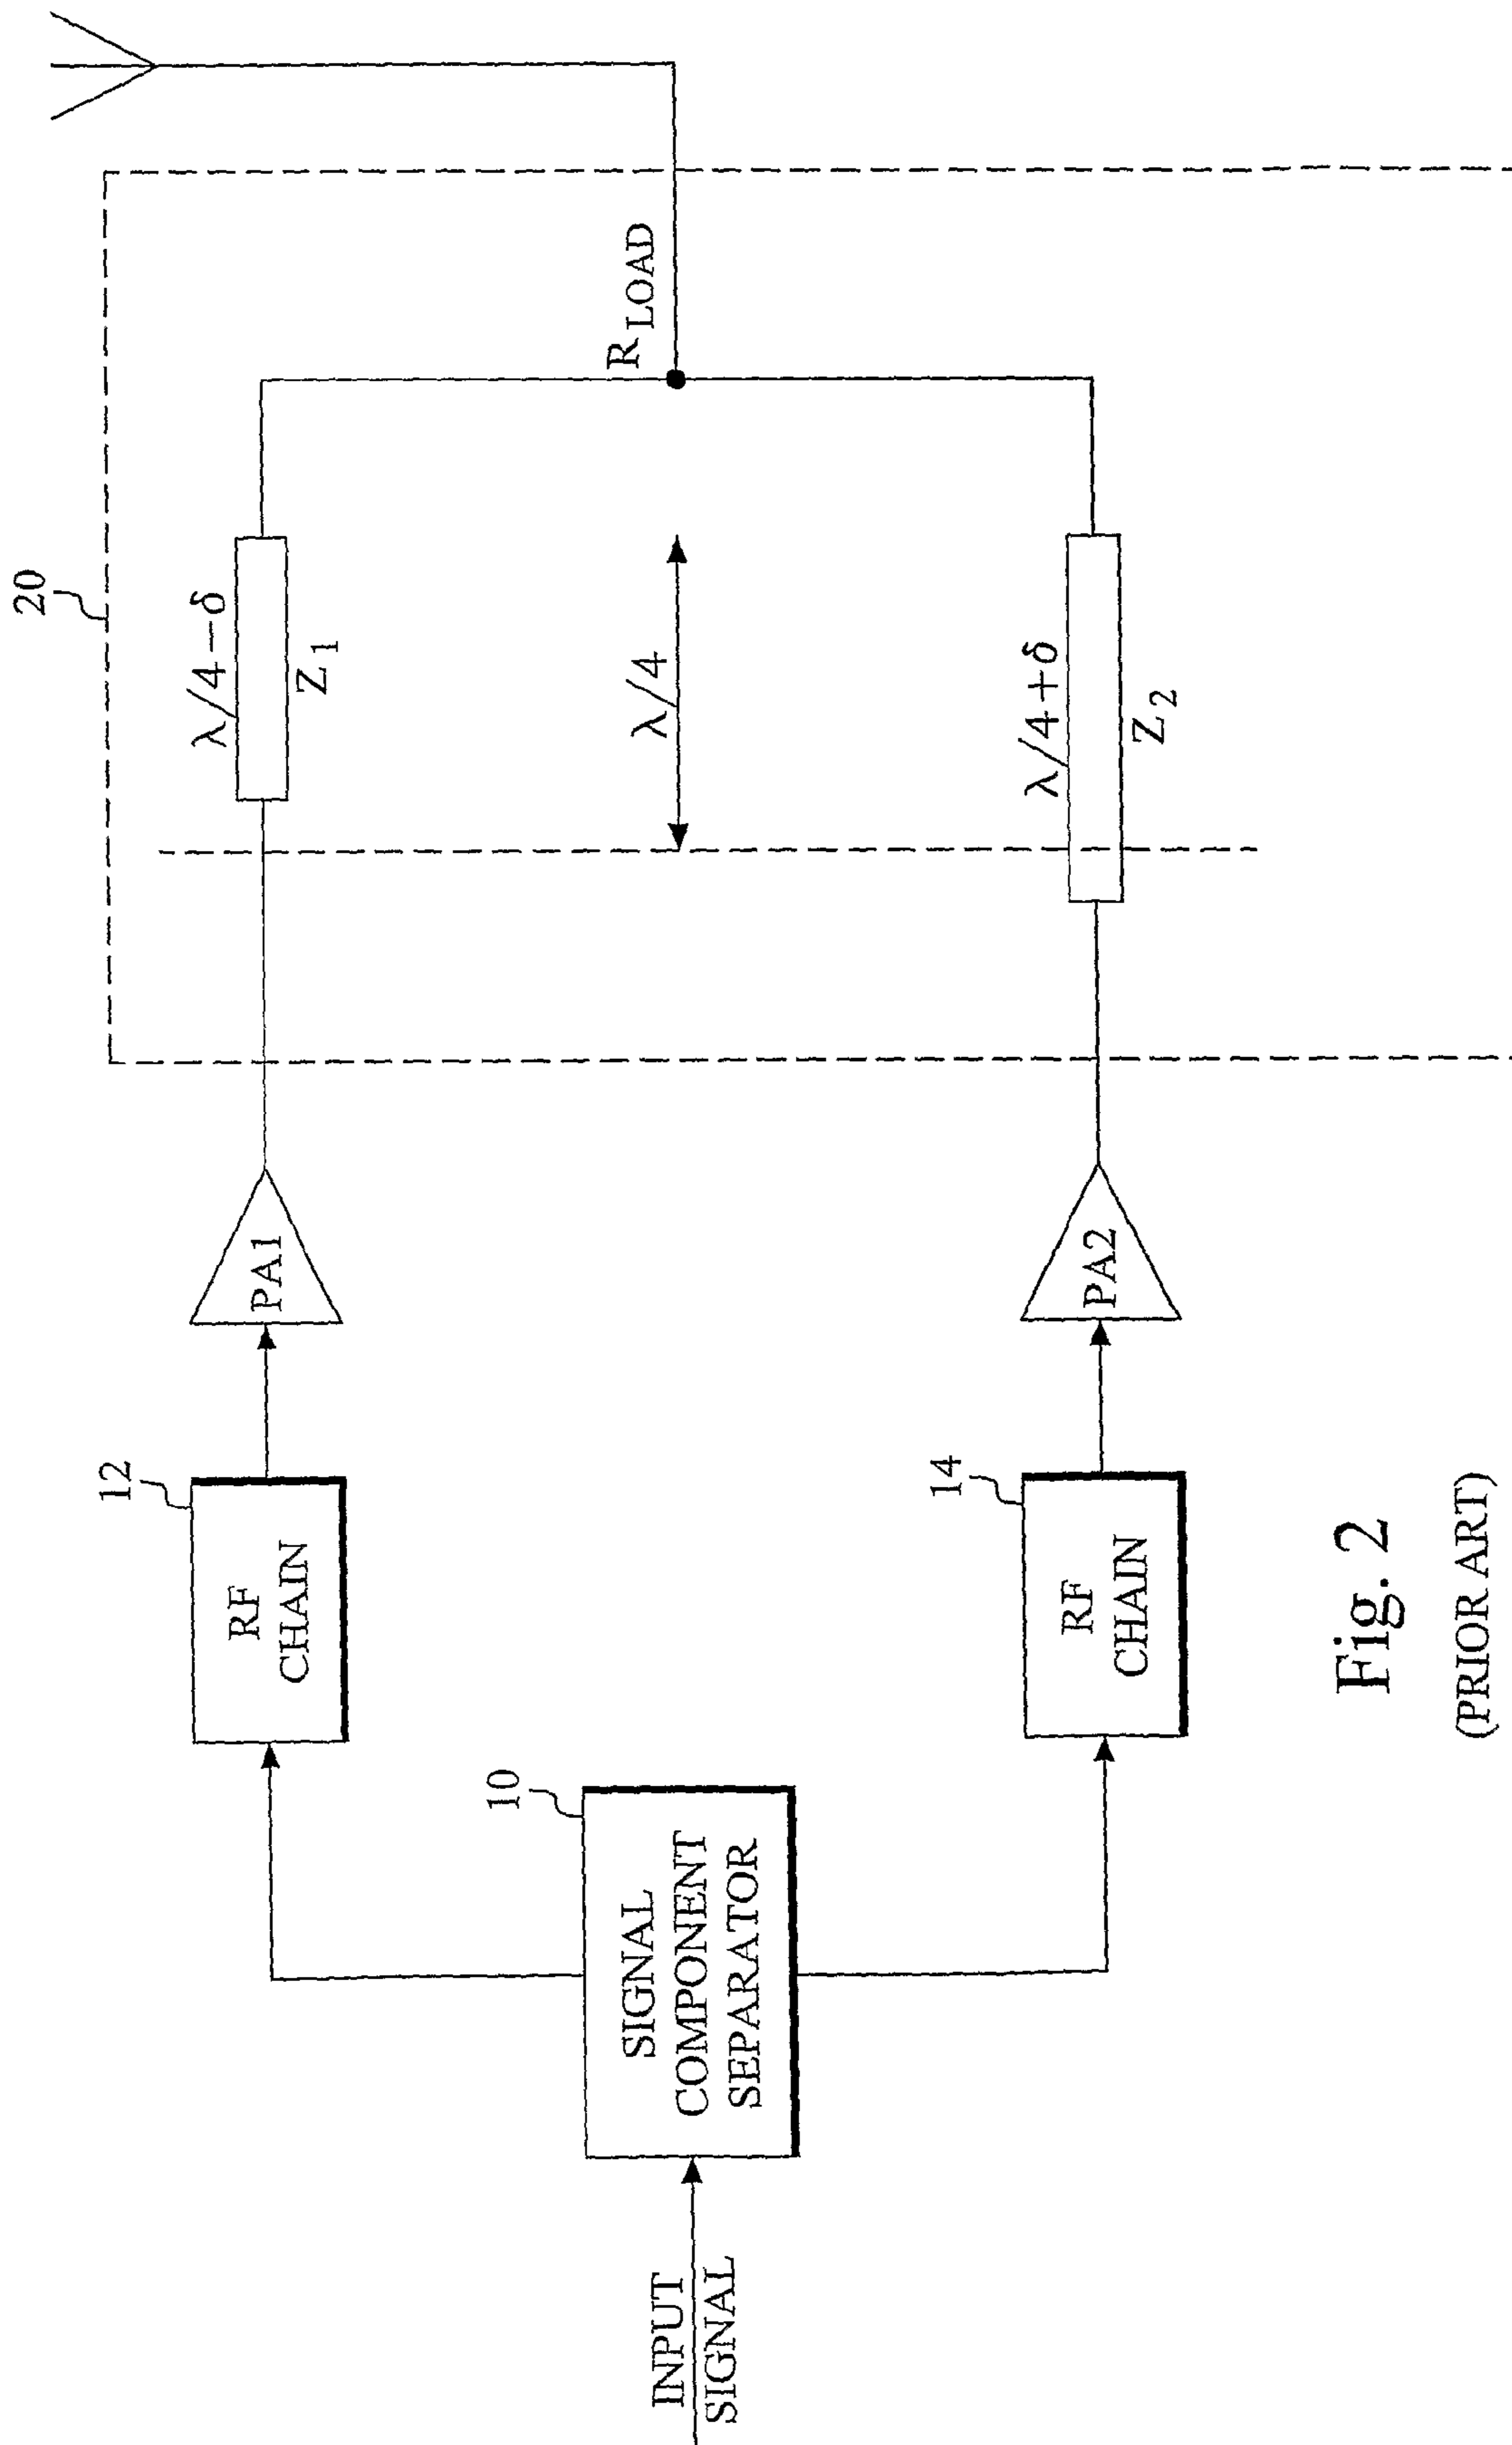 20
λ/4−δ
Z1
λ/4
RLOAD
λ/4+δ
Z2
12
RF
CHAIN
PA1
10
SIGNAL
COMPONENT
SEPARATOR
INPUT
SIGNAL
14
RF
CHAIN
PA2
Fig. 2
(PRIOR ART)